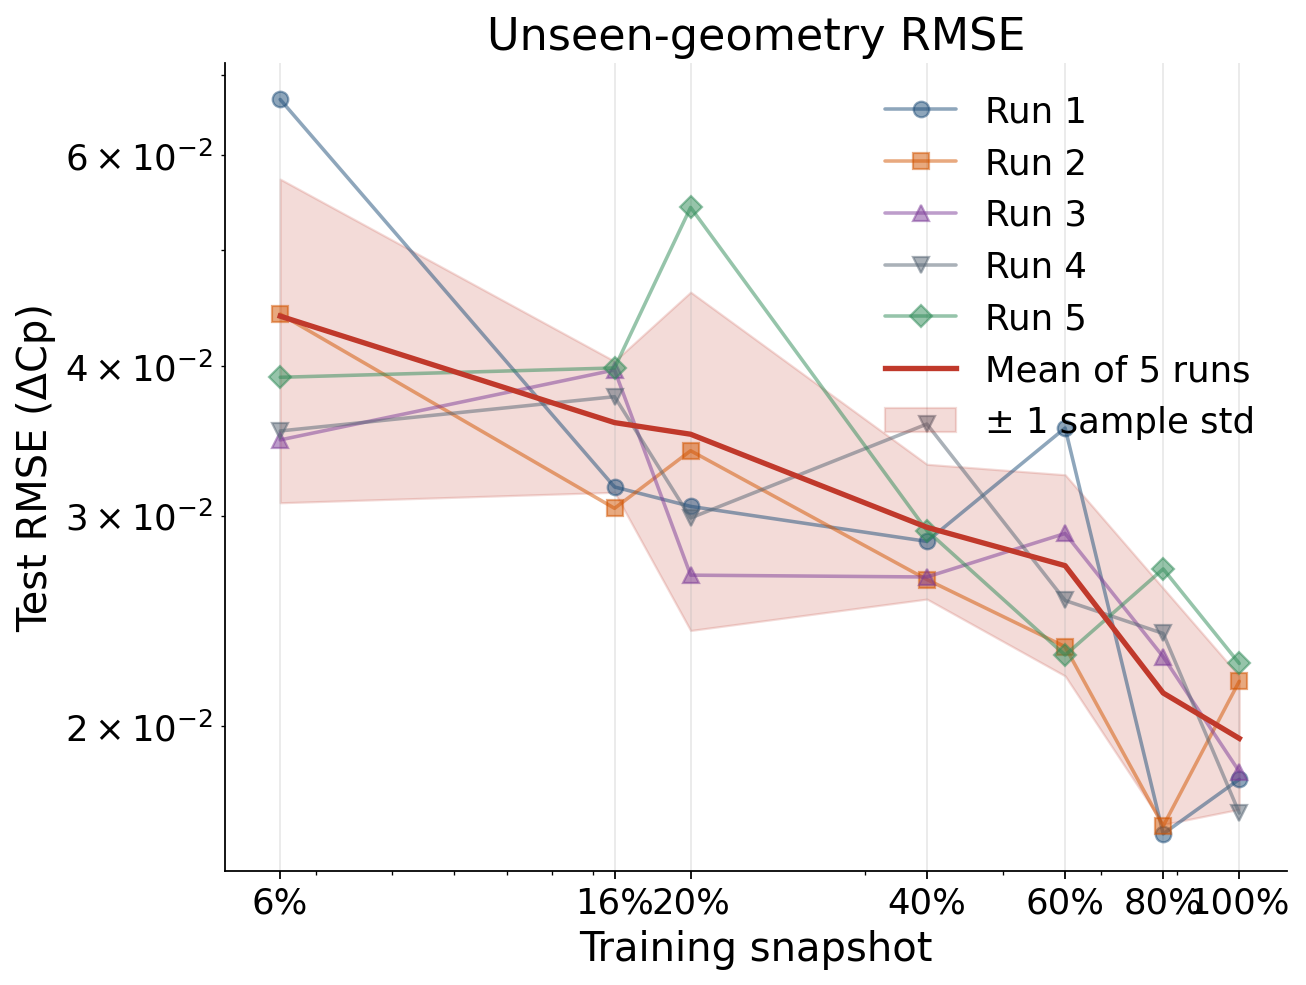 Unseen-geometry RMSE
Run 1
Run 2
Run 3
Run 4
Run 5
Mean of 5 runs
± 1 sample std
6 × 10⁻²
4 × 10⁻²
3 × 10⁻²
2 × 10⁻²
Test RMSE (ΔCp)
6% 16% 20% 40% 60% 80% 100%
Training snapshot